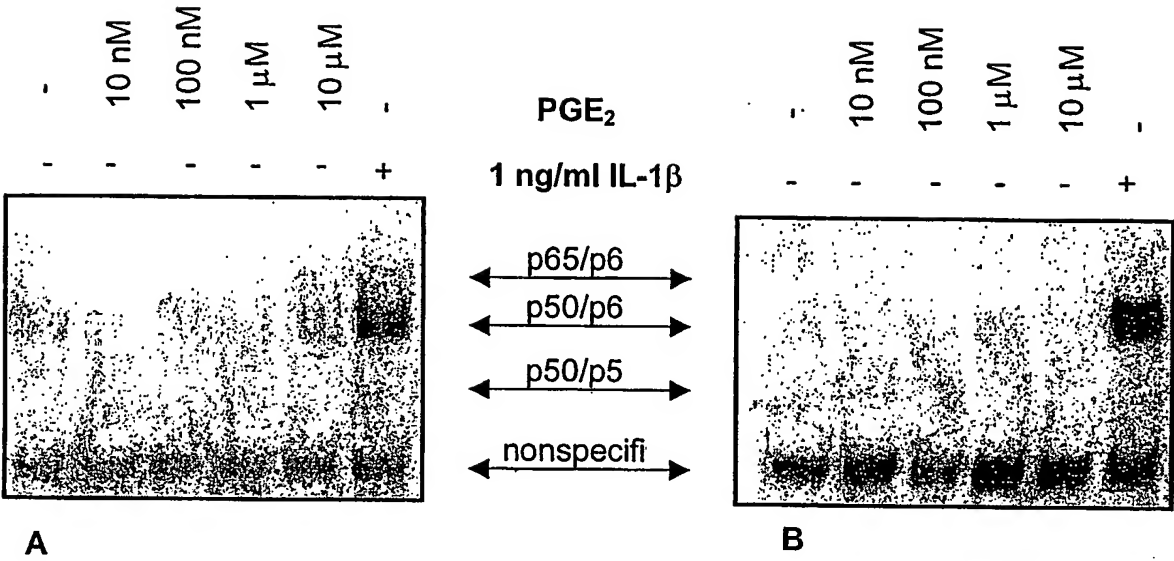 - 10 nM 100 nM 1 μM 10 μM -
PGE₂
- 10 nM 100 nM 1 μM 10 μM -
- - - - - +
1 ng/ml IL-1β
- - - - - +
p65/p6
p50/p6
p50/p5
nonspecifi
A
B